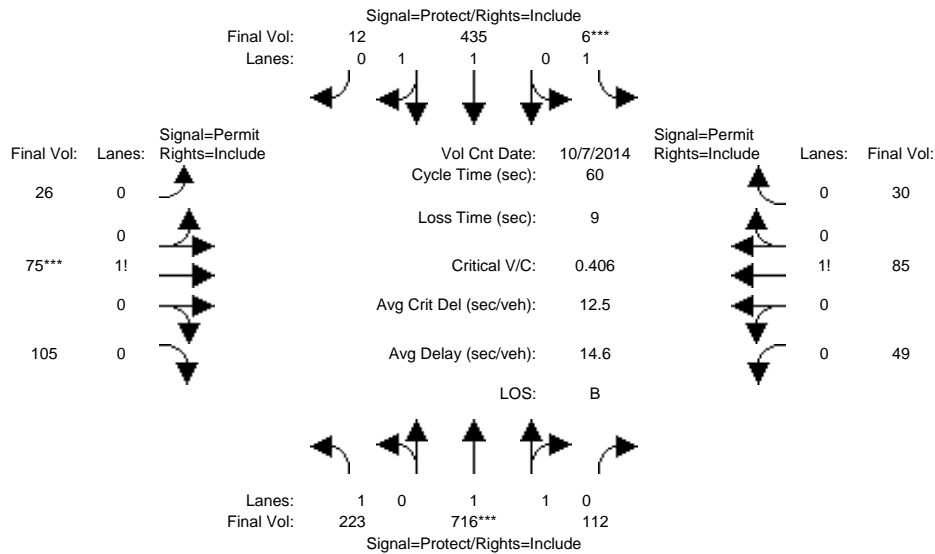 Signal=Protect/Rights=Include
Final Vol: 12 435 6***
Lanes: 0 1 1 0 1
Signal=Permit Signal=Permit
Final Vol: Lanes: Rights=Include Vol Cnt Date: 10/7/2014 Rights=Include Lanes: Final Vol:
Cycle Time (sec): 60
26 0 0 30
Loss Time (sec): 9
0 0
75*** 1! Critical V/C: 0.406 1! 85
0 Avg Crit Del (sec/veh): 12.5 0
105 0 Avg Delay (sec/veh): 14.6 0 49
LOS: B
Lanes: 1 0 1 1 0
Final Vol: 223 716*** 112
Signal=Protect/Rights=Include